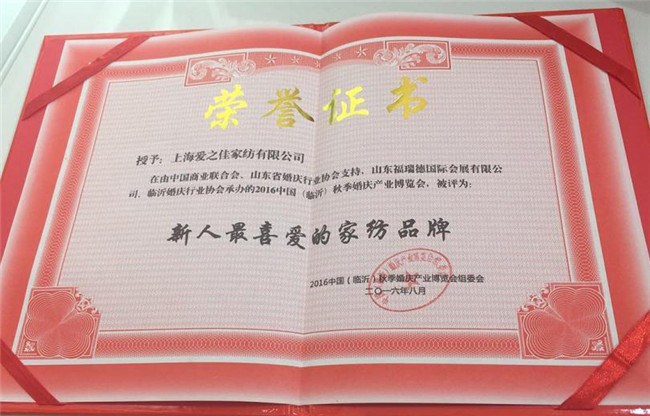 荣誉证书
授予：上海爱之佳家纺有限公司
在由中国商业联合会、山东省婚庆行业协会支持，山东福瑞德国际会展有限公
司、临沂婚庆行业协会承办的2016中国（临沂）秋季婚庆产业博览会，被评为：
新人最喜爱的家纺品牌
2016中国（临沂）秋季婚庆产业博览会组委会
二〇一六年八月